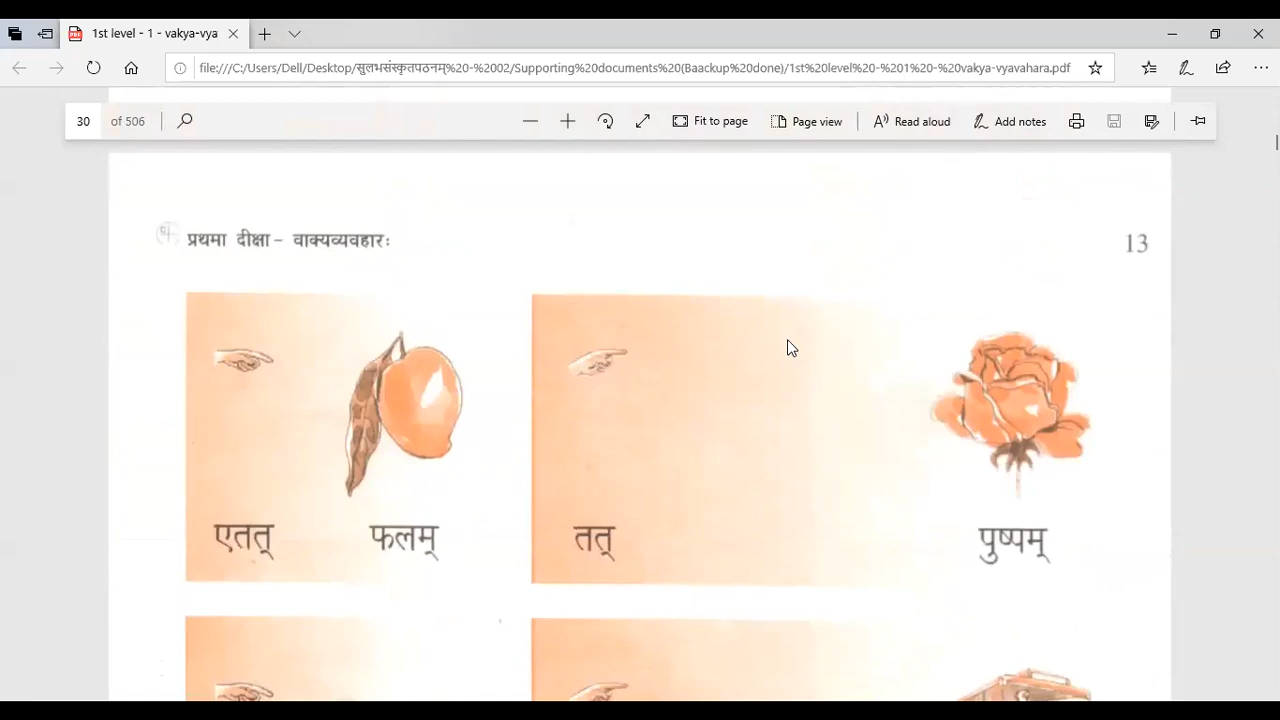 1st level - 1 - vakya-vya
file:///C:/Users/Dell/Desktop/सुलभसंस्कृतपठनम्%20-%2002/Supporting%20documents%20(Baackup%20done)/1st%20level%20-%201%20-%20vakya-vyavahara.pdf
30 of 506 Fit to page Page view Read aloud Add notes
प्रथमा दीक्षा - वाक्यव्यवहारः 13
एतत् फलम् तत् पुष्पम्